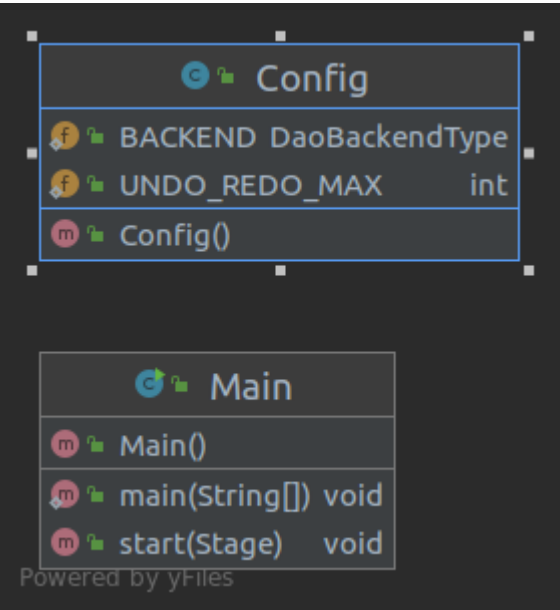 Config
BACKEND DaoBackendType
UNDO_REDO_MAX int
Config()
Main
Main()
main(String[]) void
start(Stage) void
Powered by yFiles